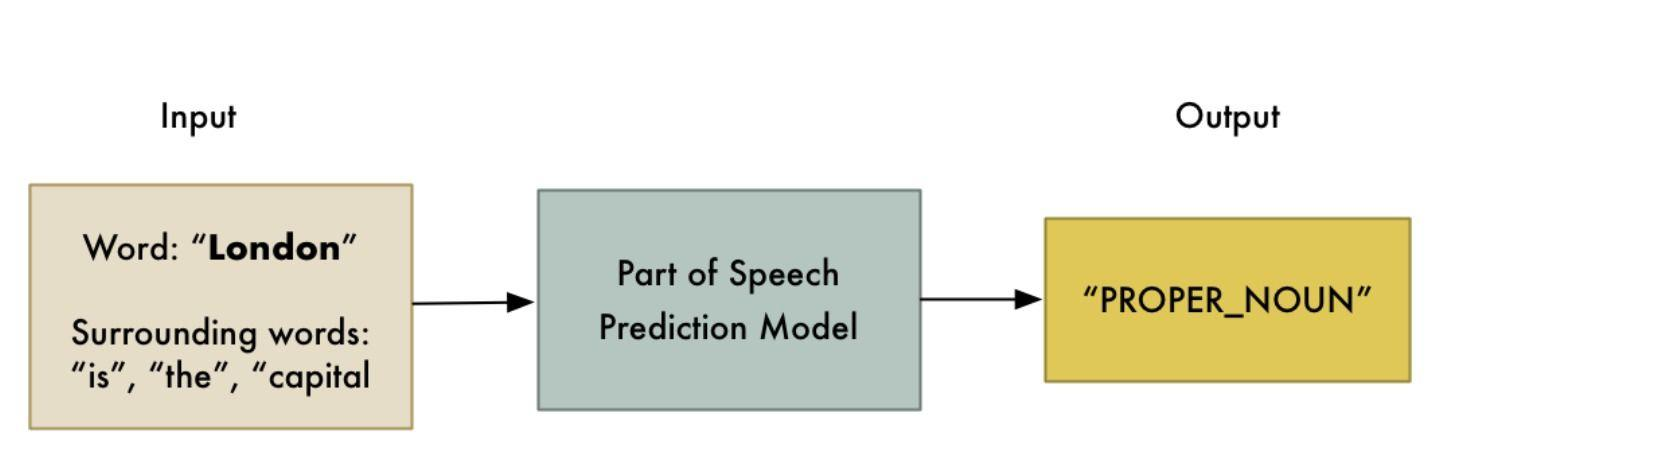 Input
Output
Word: “London”
Surrounding words:
“is”, “the”, “capital
Part of Speech
Prediction Model
“PROPER_NOUN”